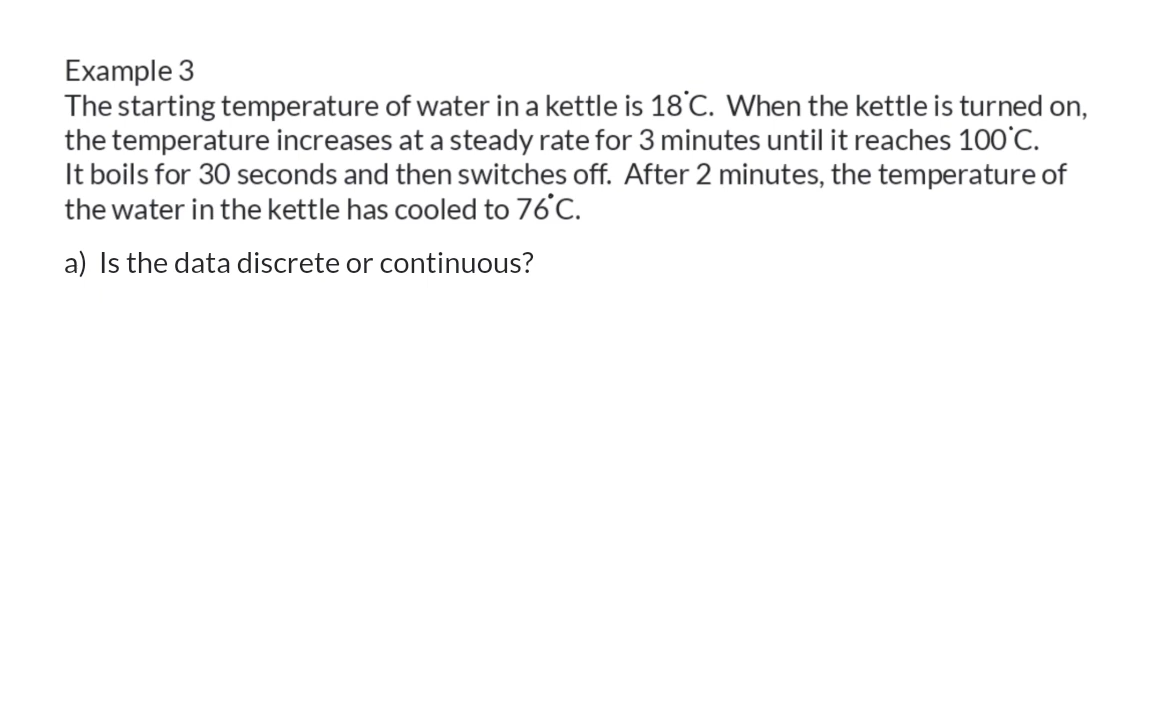 Example 3
The starting temperature of water in a kettle is 18°C. When the kettle is turned on,
the temperature increases at a steady rate for 3 minutes until it reaches 100°C.
It boils for 30 seconds and then switches off. After 2 minutes, the temperature of
the water in the kettle has cooled to 76°C.
a) Is the data discrete or continuous?